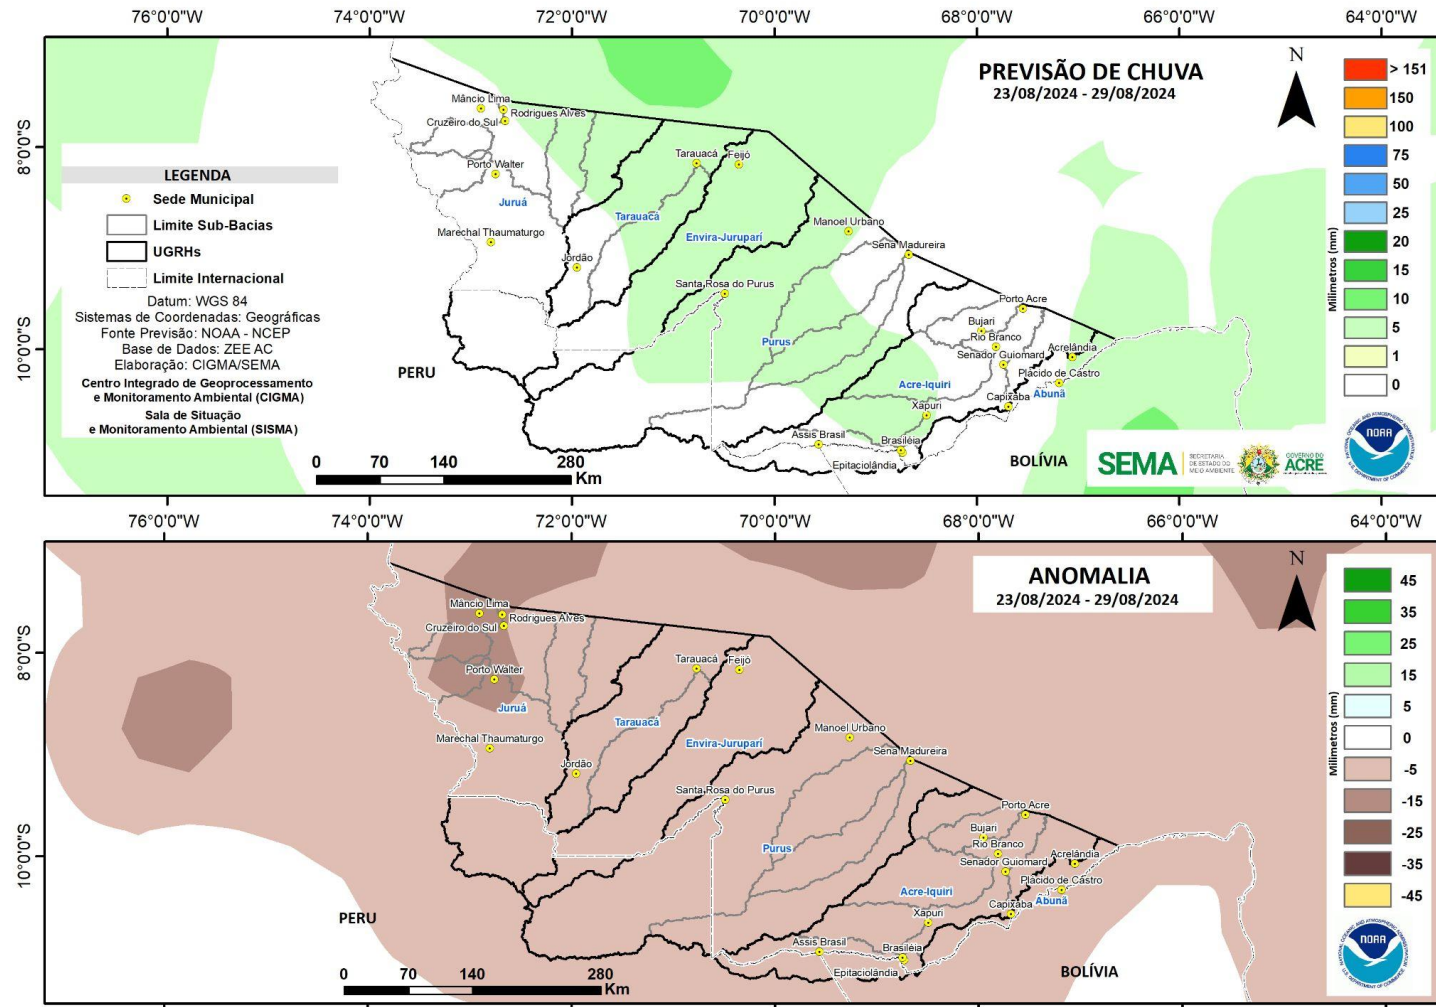 76°0'0"W 74°0'0"W 72°0'0"W 70°0'0"W 68°0'0"W 66°0'0"W 64°0'0"W
PREVISÃO DE CHUVA
23/08/2024 - 29/08/2024
N
8°0'0"S
10°0'0"S
LEGENDA
Sede Municipal
Limite Sub-Bacias
UGRHs
Limite Internacional
Datum: WGS 84
Sistemas de Coordenadas: Geográficas
Fonte Previsão: NOAA - NCEP
Base de Dados: ZEE AC
Elaboração: CIGMA/SEMA
Centro Integrado de Geoprocessamento
e Monitoramento Ambiental (CIGMA)
Sala de Situação
e Monitoramento Ambiental (SISMA)
Mâncio Lima
Rodrigues Alves
Cruzeiro do Sul
Porto Walter
Juruá
Marechal Thaumaturgo
Jordão
Tarauacá
Feijó
Tarauacá
Envira-Juruparí
Manoel Urbano
Sena Madureira
Santa Rosa do Purus
Purus
Porto Acre
Bujari
Rio Branco
Senador Guiomard
Acrelândia
Plácido de Castro
Acre-Iquiri
Abunã
Capixaba
Xapuri
Assis Brasil
Brasiléia
Epitaciolândia
PERU
BOLÍVIA
0 70 140 280
Km
Milímetros (mm)
> 151
150
100
75
50
25
20
15
10
5
1
0
SEMA
SECRETARIA
DE ESTADO DO
MEIO AMBIENTE
GOVERNO DO
ACRE
NOAA
76°0'0"W 74°0'0"W 72°0'0"W 70°0'0"W 68°0'0"W 66°0'0"W 64°0'0"W
ANOMALIA
23/08/2024 - 29/08/2024
N
8°0'0"S
10°0'0"S
Mâncio Lima
Rodrigues Alves
Cruzeiro do Sul
Porto Walter
Juruá
Marechal Thaumaturgo
Jordão
Tarauacá
Feijó
Tarauacá
Envira-Juruparí
Manoel Urbano
Sena Madureira
Santa Rosa do Purus
Purus
Porto Acre
Bujari
Rio Branco
Senador Guiomard
Acrelândia
Plácido de Castro
Acre-Iquiri
Abunã
Capixaba
Xapuri
Assis Brasil
Brasiléia
Epitaciolândia
PERU
BOLÍVIA
0 70 140 280
Km
Milímetros (mm)
45
35
25
15
5
0
-5
-15
-25
-35
-45
NOAA